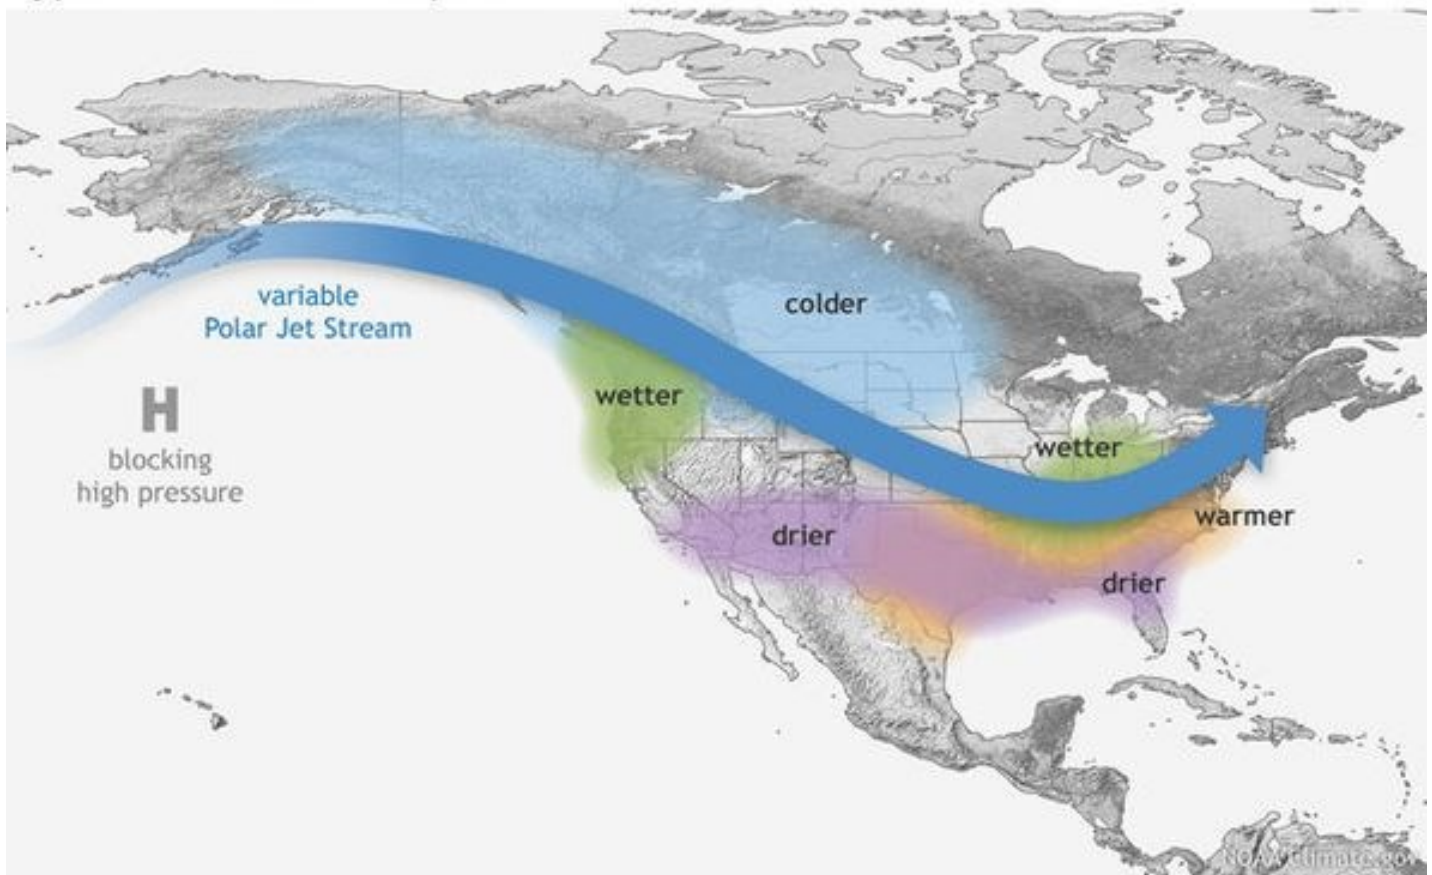 variable
Polar Jet Stream
colder
H
blocking
high pressure
wetter
wetter
warmer
drier
drier
NOAA Climate.gov